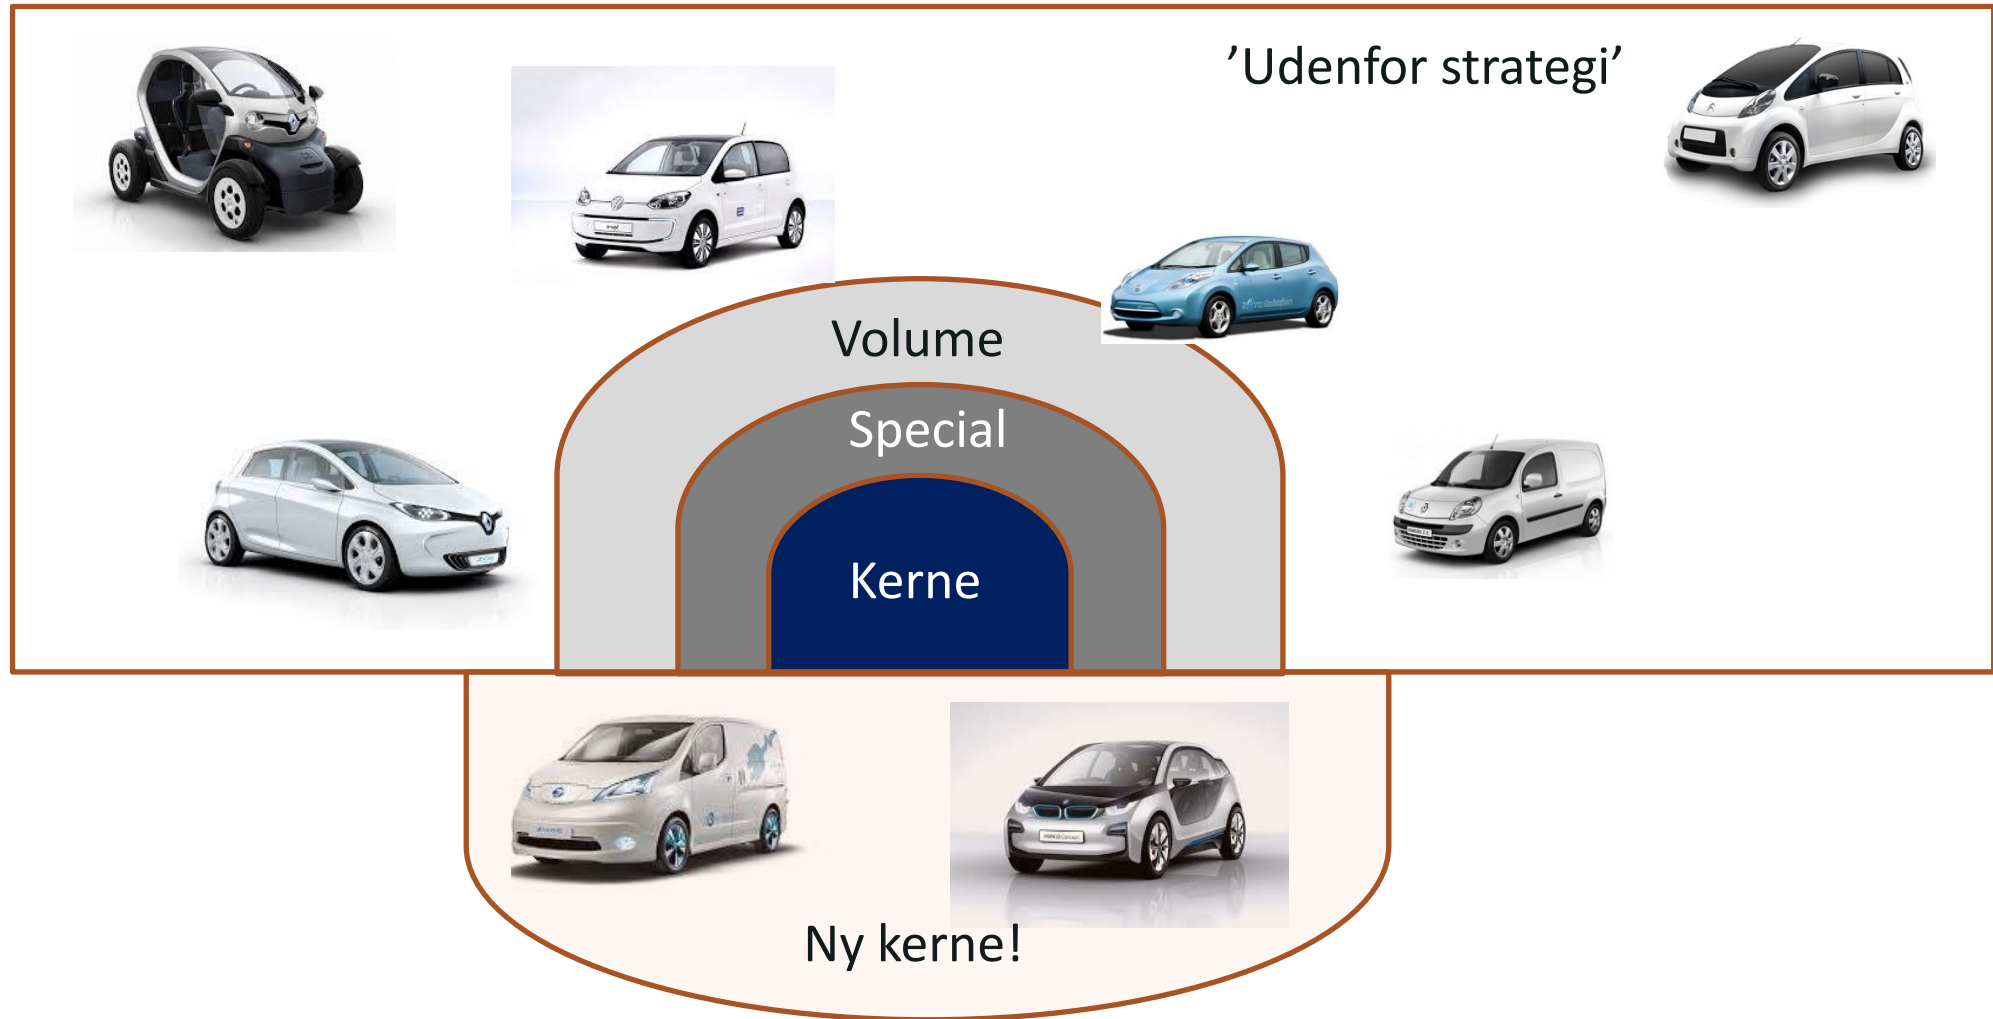 ’Udenfor strategi’
Volume
Special
Kerne
Ny kerne!